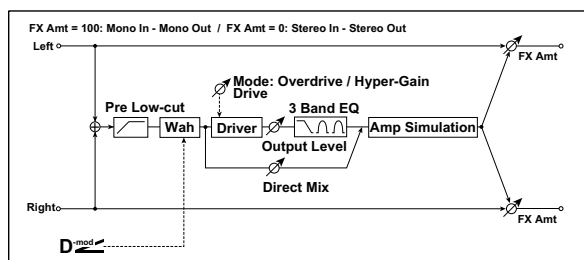 FX Amt = 100: Mono In - Mono Out / FX Amt = 0: Stereo In - Stereo Out
Left
FX Amt
Mode: Overdrive / Hyper-Gain
Drive
Pre Low-cut
3 Band EQ
Wah
Driver
Amp Simulation
Output Level
Direct Mix
Right
FX Amt
D-mod